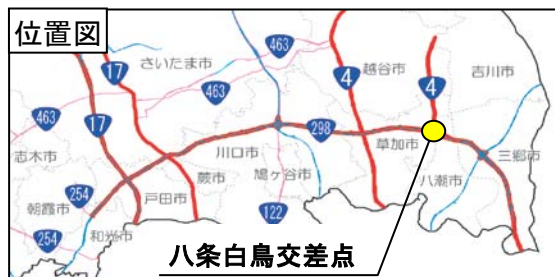 位置図
463
17
さいたま市
463
4
越谷市
4
吉川市
463
17
298
志木市
川口市
草加市
三郷市
254
戸田市
蕨市
鳩ヶ谷市
八潮市
朝霞市
122
254
和光市
八条白鳥交差点